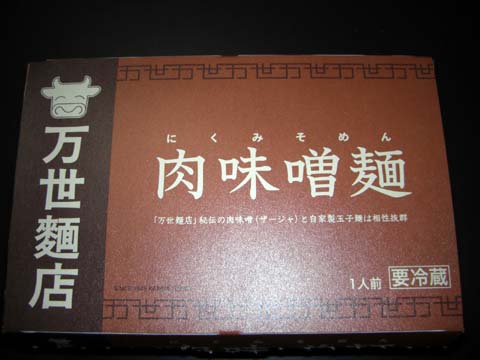 万世麵店
にくみそめん
肉味噌麺
「万世麵店」秘伝の肉味噌(ザージャ)と自家製玉子麺は相性抜群
1人前
要冷蔵